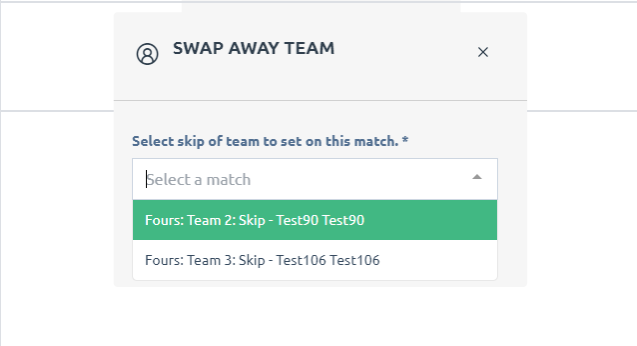 SWAP AWAY TEAM
Select skip of team to set on this match. *
Select a match
Fours: Team 2: Skip - Test90 Test90
Fours: Team 3: Skip - Test106 Test106